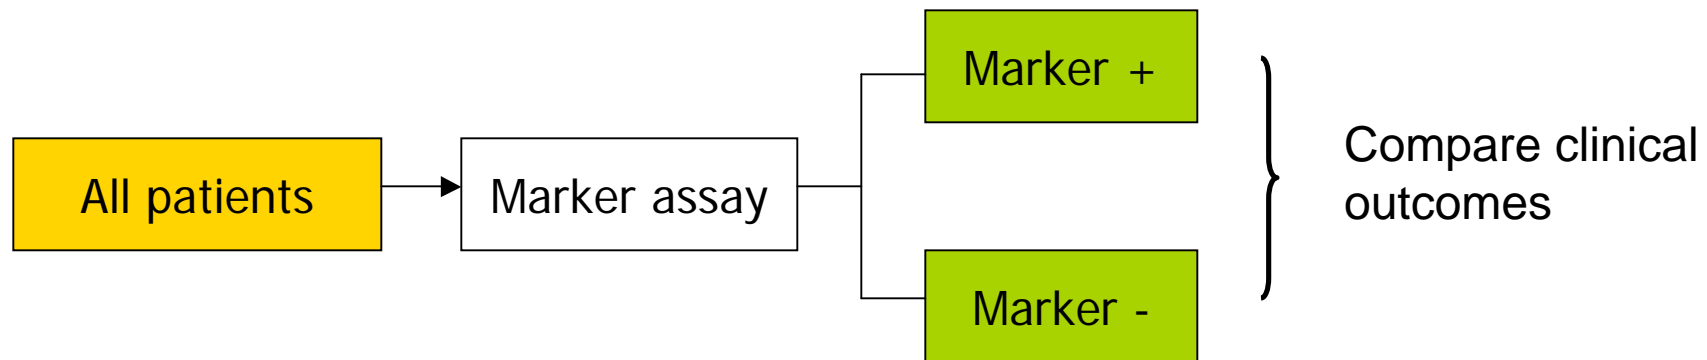 All patients
Marker assay
Marker +
Marker -
Compare clinical
outcomes